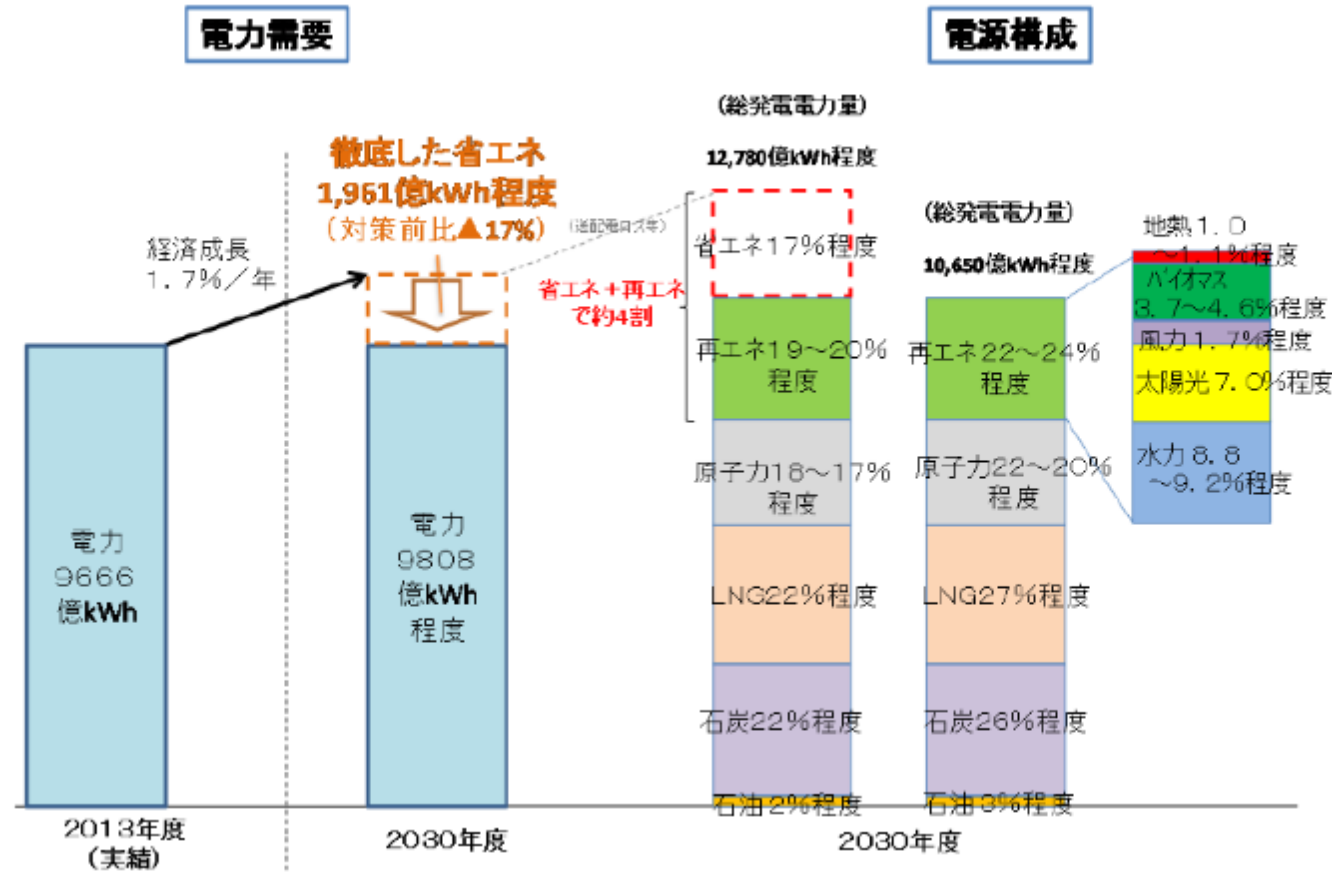 電力需要
電源構成
徹底した省エネ
1,961億kWh程度
(対策前比▲17%)
経済成長
1.7%／年
電力
9666
億kWh
電力
9808
億kWh
程度
2013年度
(実績)
2030年度
(送配電ロス等)
(総発電電力量)
12,780億kWh程度
省エネ＋再エネ
で約4割
省エネ17%程度
再エネ19～20%
程度
原子力18～17%
程度
LNG22%程度
石炭22%程度
石油 2%程度
(総発電電力量)
10,650億kWh程度
再エネ22～24%
程度
原子力22～20%
程度
LNG27%程度
石炭26%程度
石油 3%程度
2030年度
地熱 1.0
～1.1%程度
バイオマス
3.7～4.6%程度
風力 1.7%程度
太陽光 7.0%程度
水力 8.8
～9.2%程度